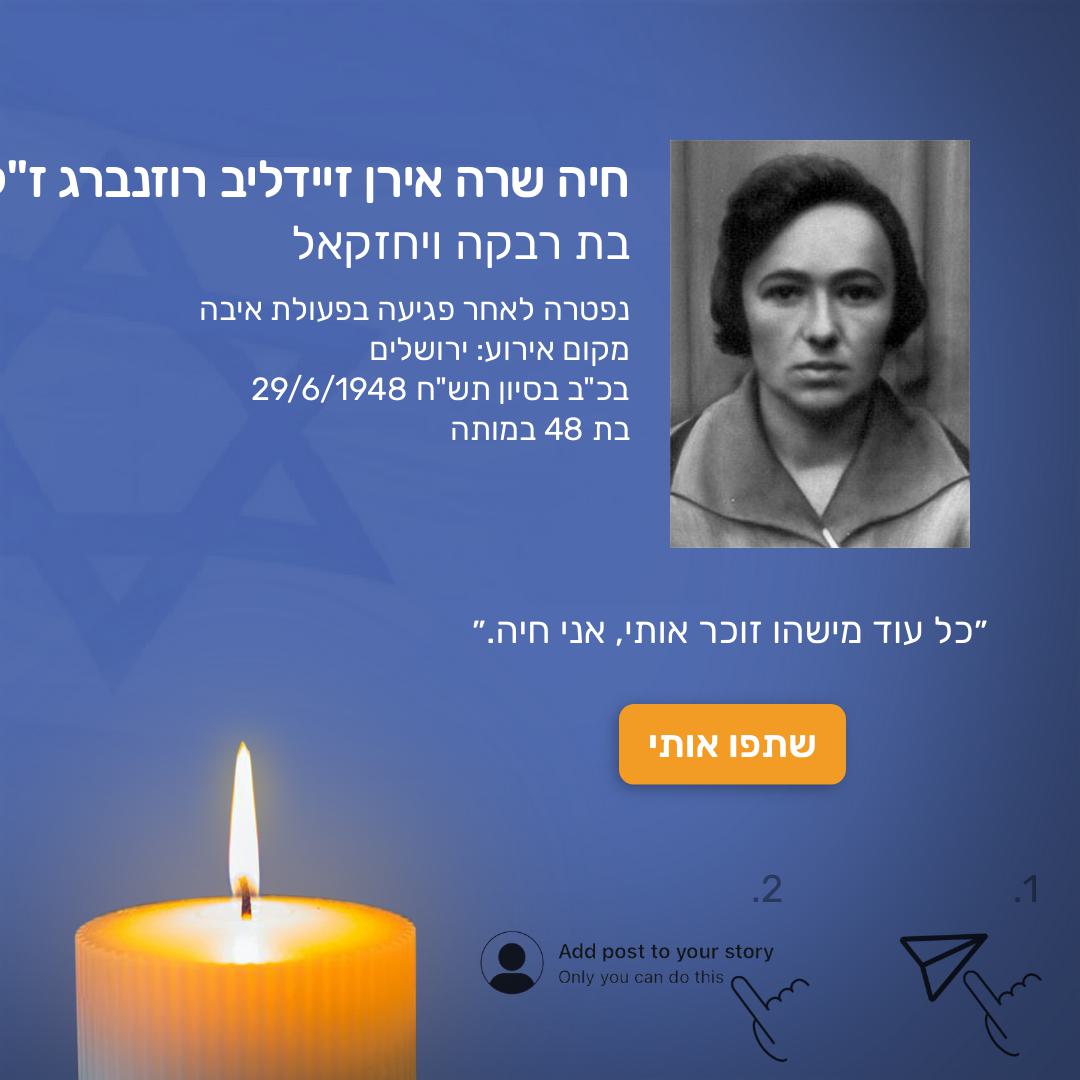 חיה שרה אירן זיידליב רוזנברג ז"ל
בת רבקה ויחזקאל
נפטרה לאחר פגיעה בפעולת איבה
מקום אירוע: ירושלים
בכ"ב בסיון תש"ח 29/6/1948
בת 48 במותה
״כל עוד מישהו זוכר אותי, אני חיה.״
שתפו אותי
1.
2.
Add post to your story
Only you can do this